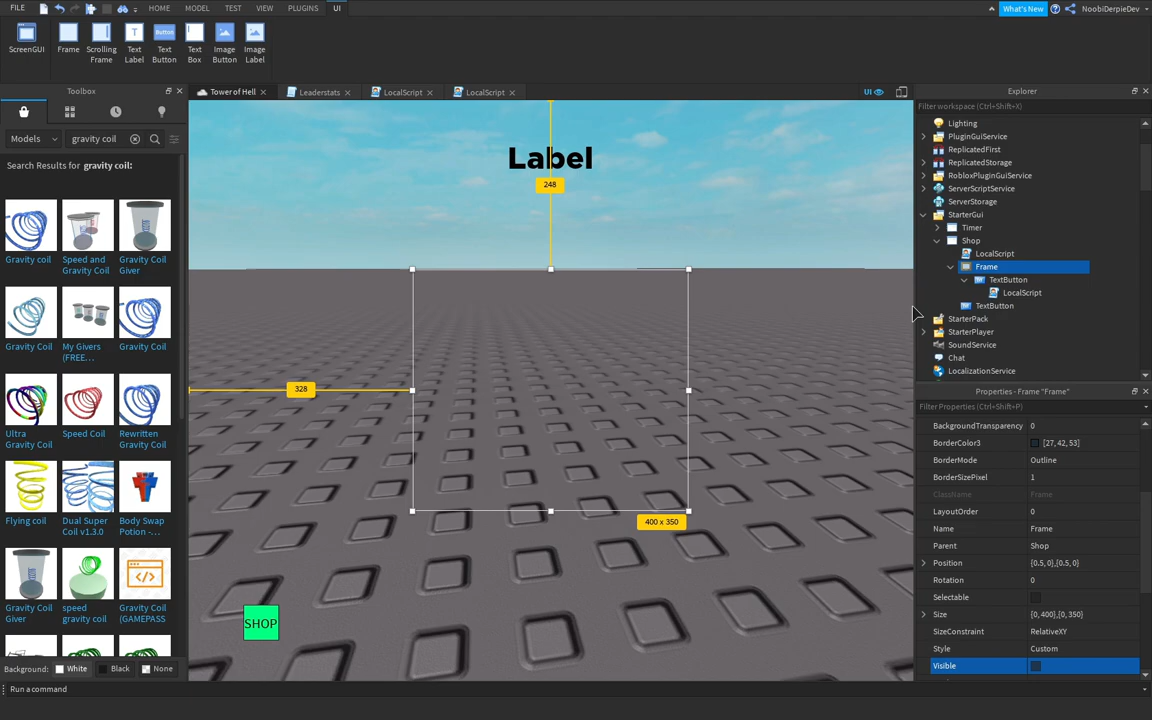 FILE
HOME MODEL TEST VIEW PLUGINS UI
What's New NoobiDerpieDev
ScreenGUI
Frame
Scrolling
Frame
Text
Label
Button
Text
Button
Text
Box
Image
Button
Image
Label
Toolbox
Models
gravity coil
Search Results for gravity coil:
Gravity coil
Speed and
Gravity Coil
Gravity Coil
Giver
Gravity Coil
My Givers
(FREE...
Gravity Coil
Ultra
Gravity Coil
Speed Coil
Rewritten
Gravity Coil
Flying coil
Dual Super
Coil v1.3.0
Body Swap
Potion -...
Gravity Coil
Giver
speed
gravity coil
Gravity Coil
(GAMEPASS
Background: White Black None
Run a command
Tower of Hell Leaderstats LocalScript LocalScript UI
Label
248
328
400 x 350
SHOP
Explorer
Filter workspace (Ctrl+Shift+X)
Lighting
PluginGuiService
ReplicatedFirst
ReplicatedStorage
RobloxPluginGuiService
ServerScriptService
ServerStorage
StarterGui
Timer
Shop
LocalScript
Frame
TextButton
LocalScript
TextButton
StarterPack
StarterPlayer
SoundService
Chat
LocalizationService
Properties - Frame "Frame"
Filter Properties (Ctrl+Shift+P)
BackgroundTransparency 0
BorderColor3 [27, 42, 53]
BorderMode Outline
BorderSizePixel 1
ClassName Frame
LayoutOrder 0
Name Frame
Parent Shop
Position {0.5, 0},{0.5, 0}
Rotation 0
Selectable
Size {0, 400},{0, 350}
SizeConstraint RelativeXY
Style Custom
Visible